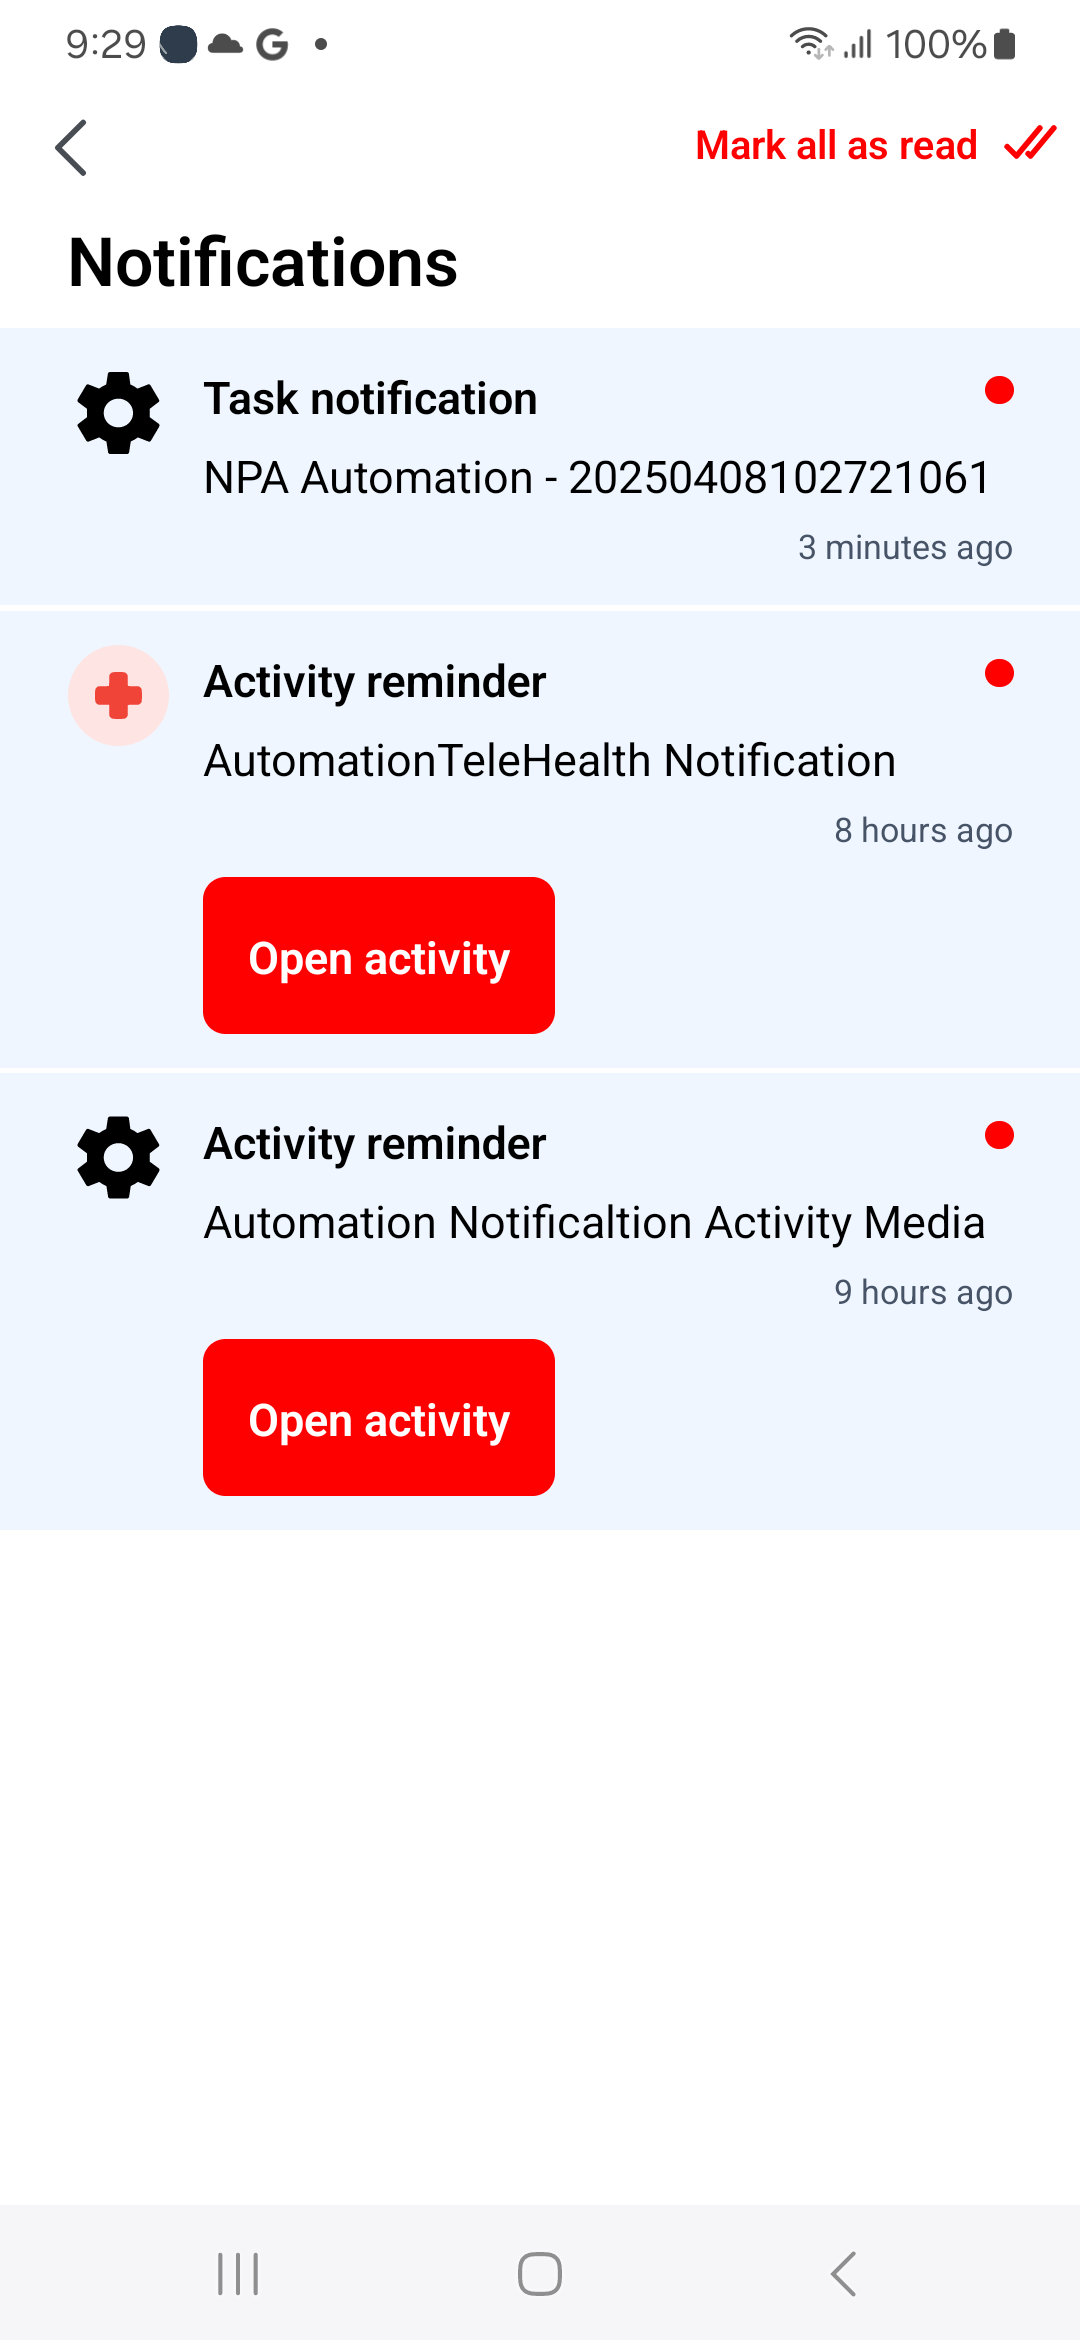 9:29
100%
Mark all as read
Notifications
Task notification
NPA Automation - 20250408102721061
3 minutes ago
Activity reminder
AutomationTeleHealth Notification
8 hours ago
Open activity
Activity reminder
Automation Notificaltion Activity Media
9 hours ago
Open activity